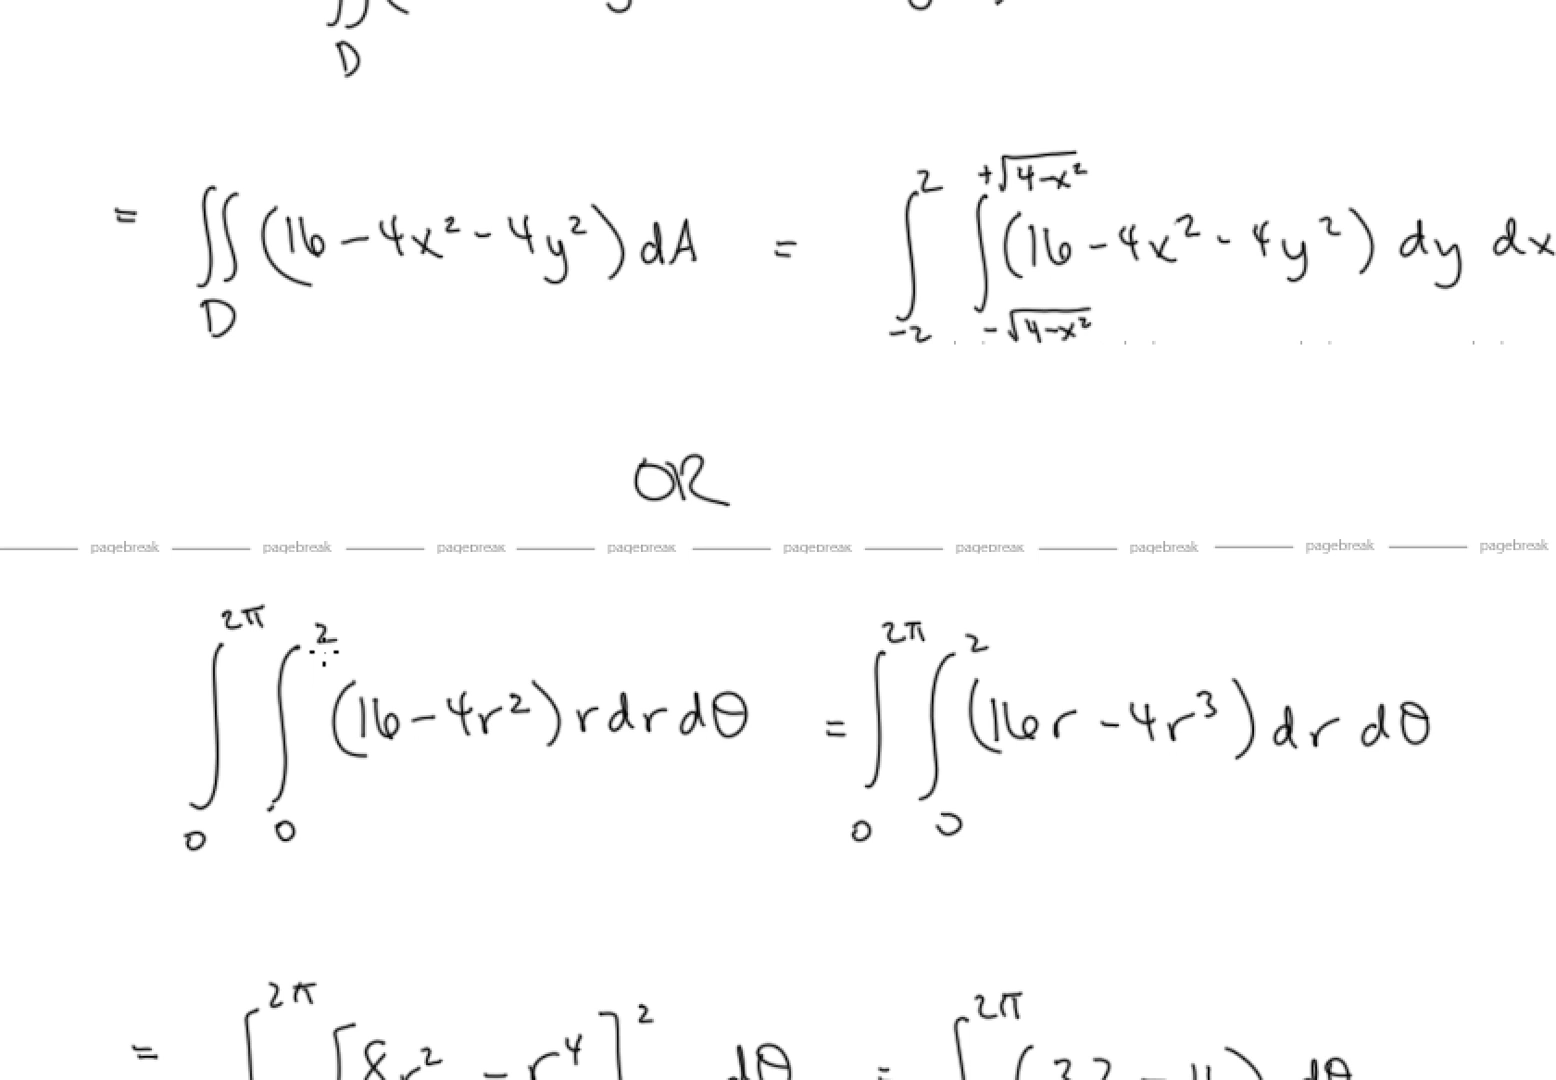 D
= ∬ (16 - 4x² - 4y²) dA = ∫ ∫ (16 - 4x² - 4y²) dy dx
D -2 2 -√4-x² +√4-x²
OR
pagebreak pagebreak pagebreak pagebreak pagebreak pagebreak pagebreak pagebreak pagebreak
∫₀^2π ∫₀^2 (16 - 4r²) r dr dθ = ∫₀^2π ∫₀^2 (16r - 4r³) dr dθ
= ∫^2π [8r² - r⁴]² dθ = ∫^2π (32 -